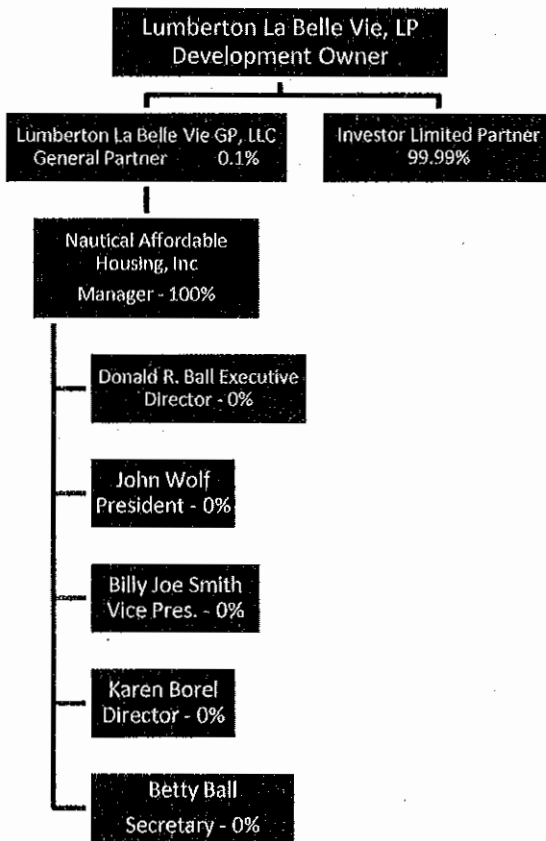 Lumberton La Belle Vie, LP
Development Owner
Lumberton La Belle Vie GP, LLC
General Partner 0.1%
Investor Limited Partner
99.99%
Nautical Affordable
Housing, Inc
Manager - 100%
Donald R. Ball Executive
Director - 0%
John Wolf
President - 0%
Billy Joe Smith
Vice Pres. - 0%
Karen Borel
Director - 0%
Betty Ball
Secretary - 0%